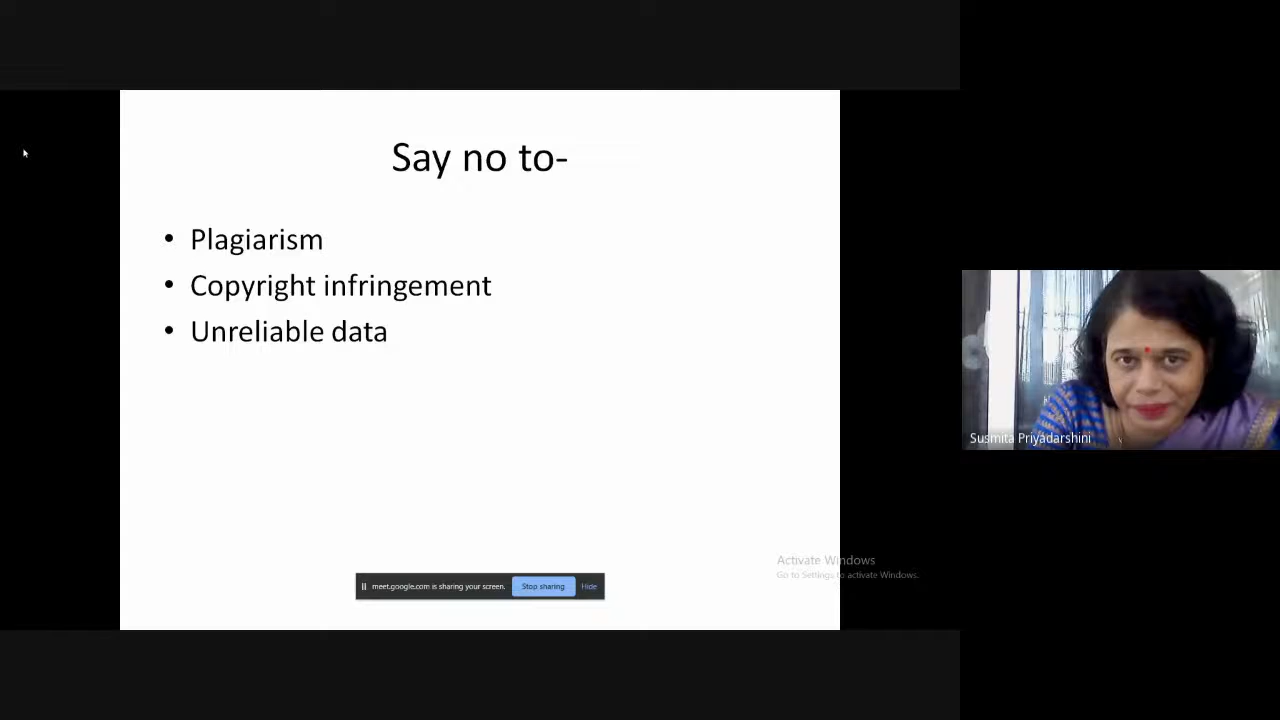 Say no to-
• Plagiarism
• Copyright infringement
• Unreliable data
Susmita Priyadarshini
Activate Windows
Go to Settings to activate Windows.
meet.google.com is sharing your screen. Stop sharing Hide